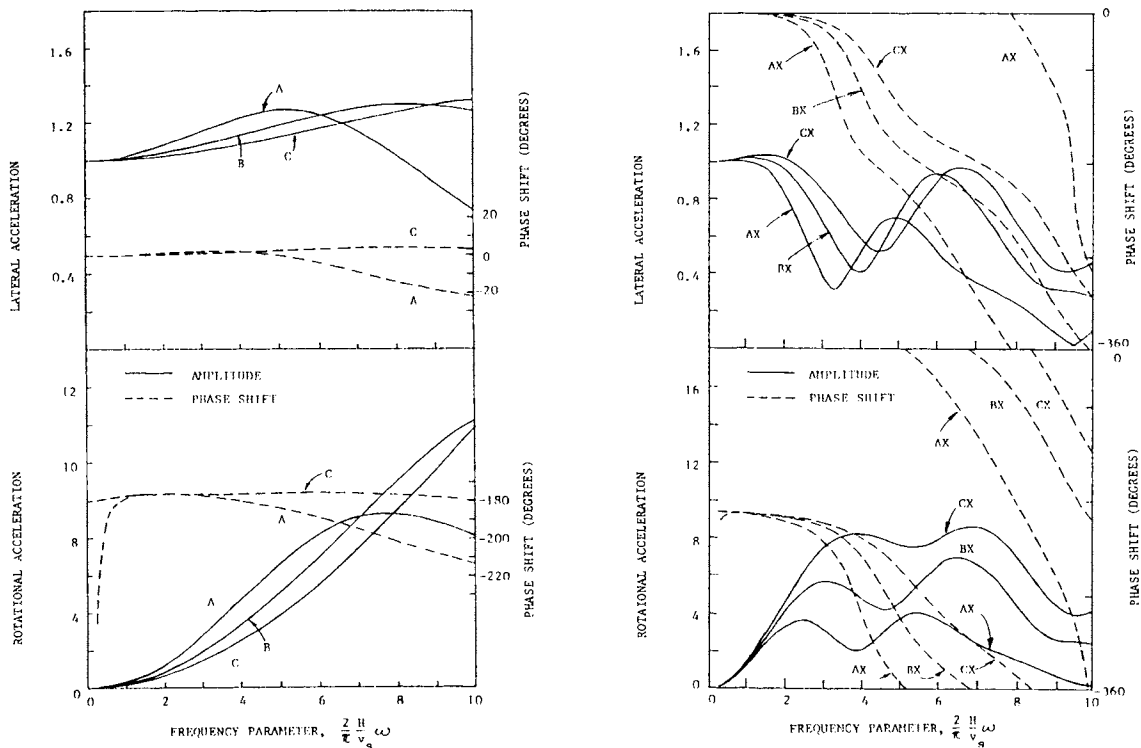 1.6
1.2
0.8
0.4
LATERAL ACCELERATION
A
B
C
C
A
20
0
-20
PHASE SHIFT (DEGREES)
12
10
8
4
0
ROTATIONAL ACCELERATION
AMPLITUDE
PHASE SHIFT
C
A
A
B
C
-180
-200
-220
PHASE SHIFT (DEGREES)
0 2 4 6 8 10
FREQUENCY PARAMETER, 2/π H/vs ω
1.6
1.2
0.8
0.4
LATERAL ACCELERATION
AX
CX
BX
CX
AX
BX
AX
0
-360
PHASE SHIFT (DEGREES)
12
8
4
0
ROTATIONAL ACCELERATION
AMPLITUDE
PHASE SHIFT
AX
BX
CX
CX
BX
AX
AX
BX
CX
0
-360
PHASE SHIFT (DEGREES)
0 2 4 6 8 10
FREQUENCY PARAMETER, 2/π H/vs ω